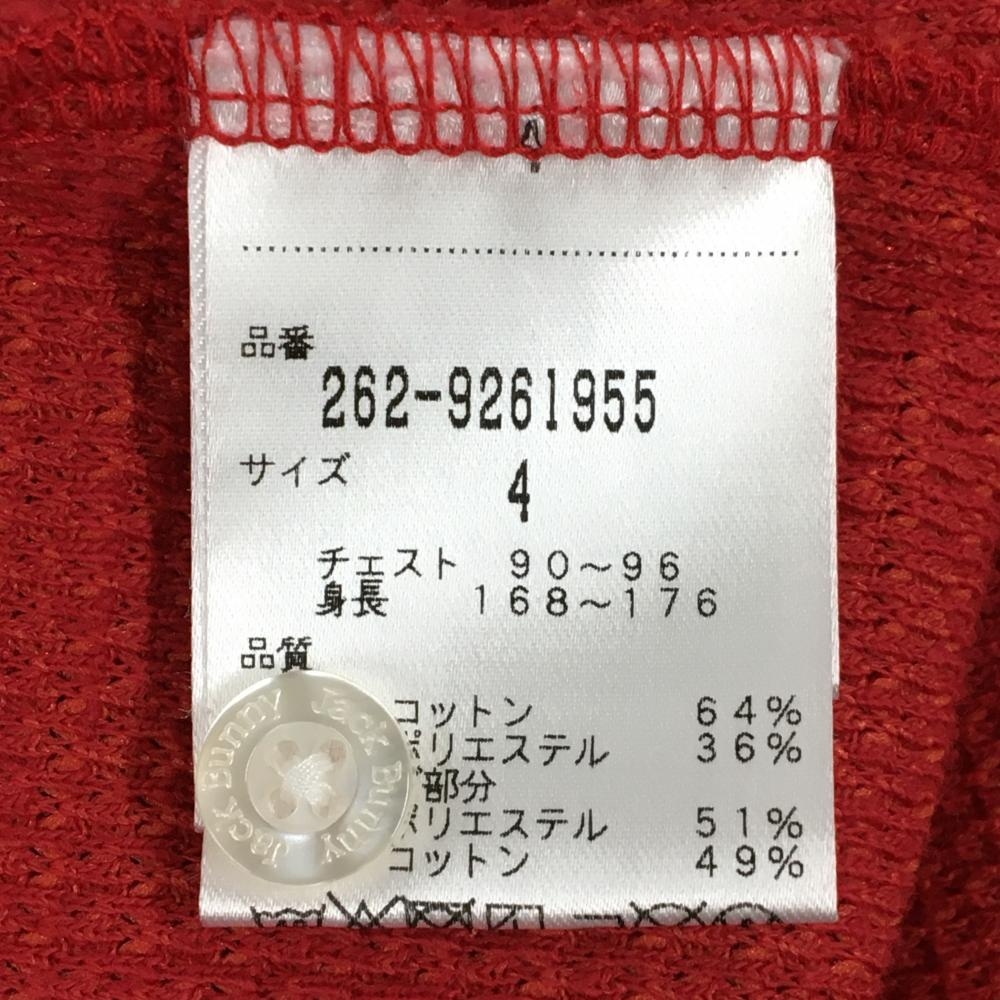 品番
262-9261955
サイズ
4
チェスト 90～96
身長 168～176
品質
コットン 64%
ポリエステル 36%
部分
ポリエステル 51%
コットン 49%
Jack Bunny Jack Bunny